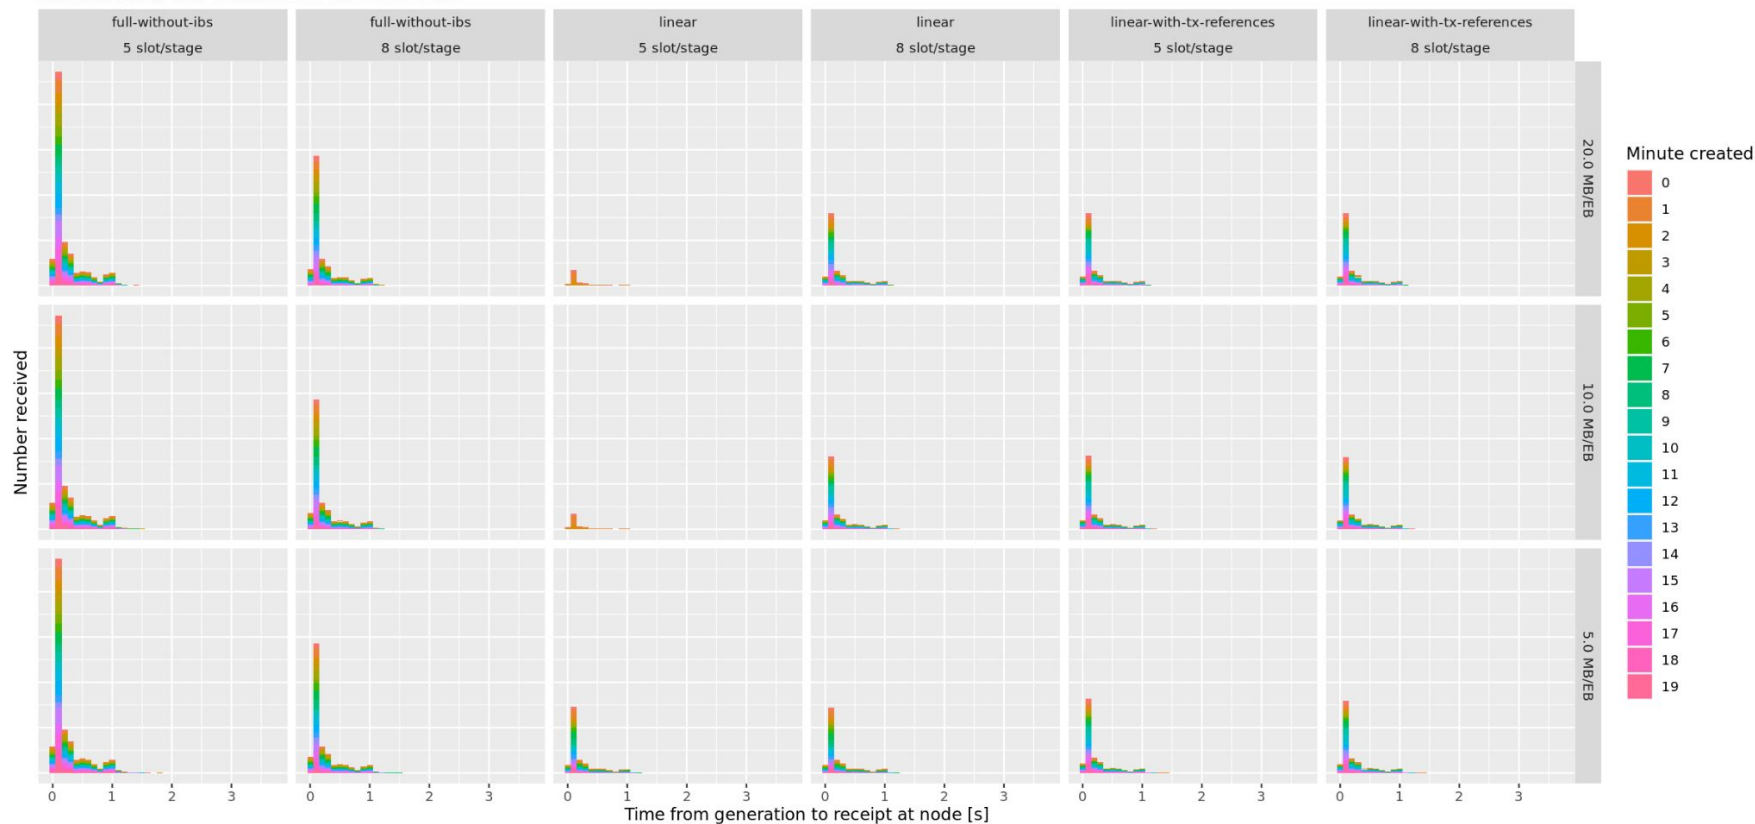 full-without-ibs full-without-ibs linear linear linear-with-tx-references linear-with-tx-references
5 slot/stage 8 slot/stage 5 slot/stage 8 slot/stage 5 slot/stage 8 slot/stage
20.0 MB/EB
10.0 MB/EB
5.0 MB/EB
Number received
0 1 2 3 0 1 2 3 0 1 2 3 0 1 2 3 0 1 2 3 0 1 2 3
Time from generation to receipt at node [s]
Minute created
0
1
2
3
4
5
6
7
8
9
10
11
12
13
14
15
16
17
18
19